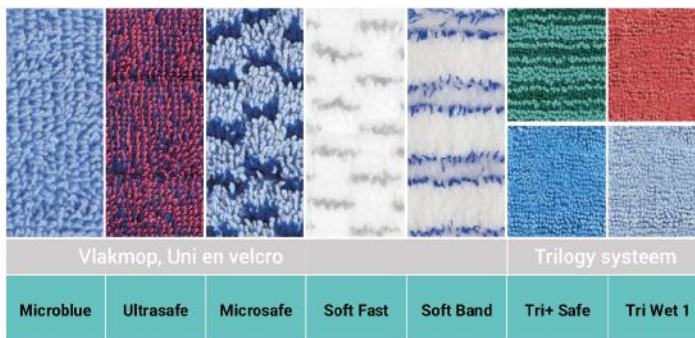 Vlakmop, Uni en velcro
Trilogy systeem
Microblue
Ultrasafe
Microsafe
Soft Fast
Soft Band
Tri+ Safe
Tri Wet 1